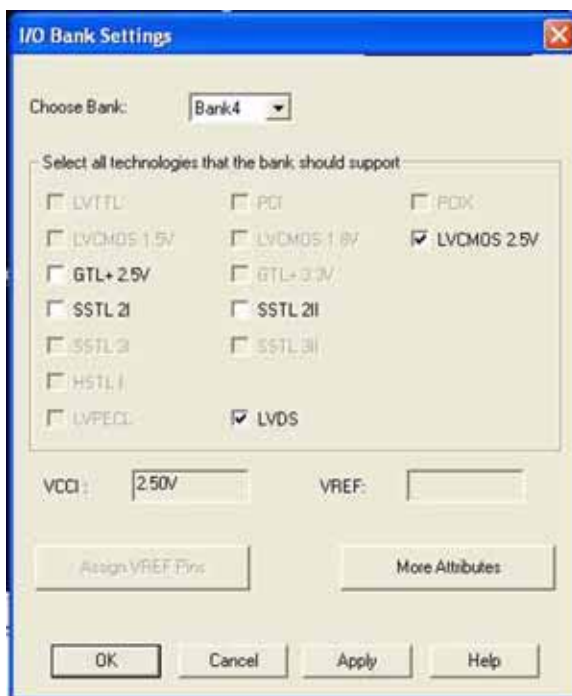 I/O Bank Settings
Choose Bank: Bank4
Select all technologies that the bank should support
LVTTL PCI PCIX
LVCMOS 1.5V LVCMOS 1.8V LVCMOS 2.5V
GTL+ 2.5V GTL+ 3.3V
SSTL 2I SSTL 2II
SSTL 3I SSTL 3II
HSTL I
LVPECL LVDS
VCCI : 2.50V VREF:
Assign VREF Pins More Attributes
OK Cancel Apply Help